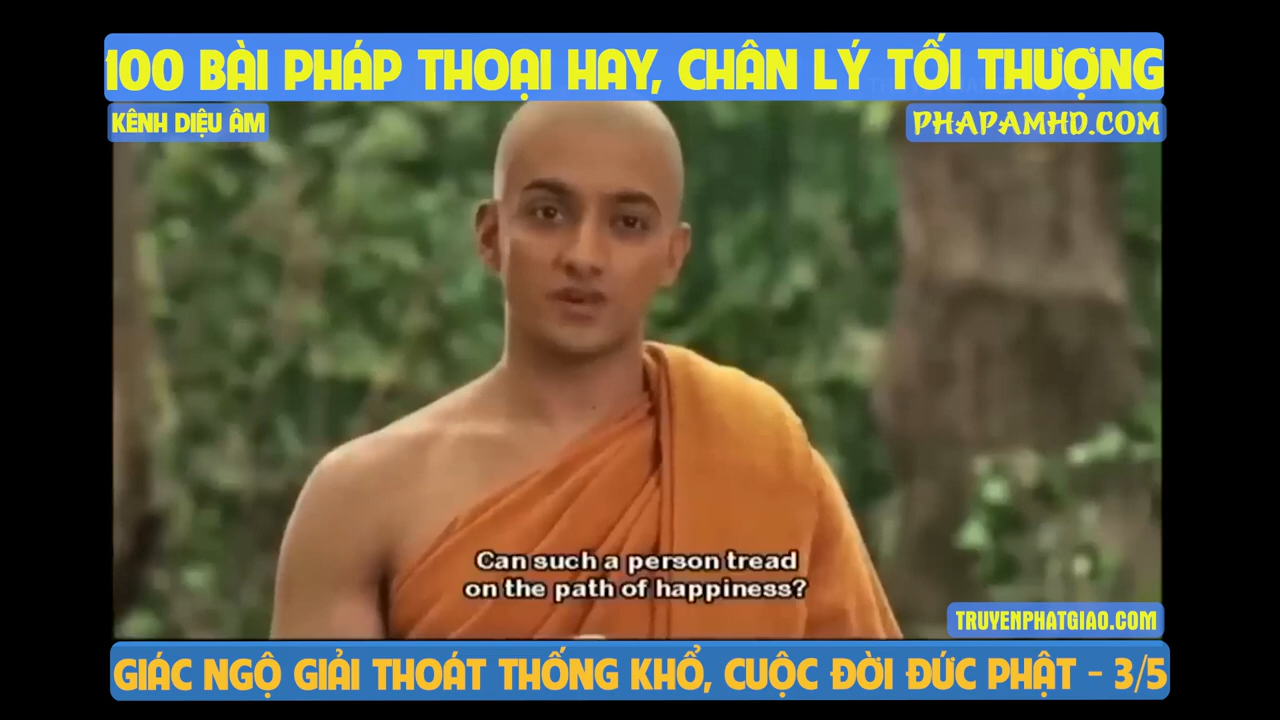 100 BÀI PHÁP THOẠI HAY, CHÂN LÝ TỐI THƯỢNG
KÊNH DIỆU ÂM
PHAPAMHD.COM
Can such a person tread
on the path of happiness?
TRUYENPHATGIAO.COM
GIÁC NGỘ GIẢI THOÁT THỐNG KHỔ, CUỘC ĐỜI ĐỨC PHẬT - 3/5